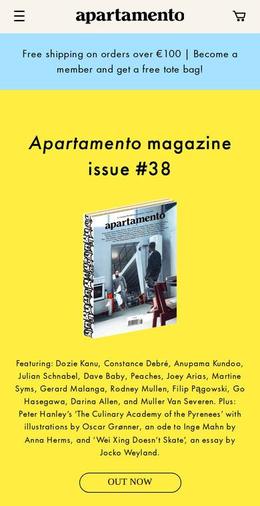 apartamento
Free shipping on orders over €100 | Become a
member and get a free tote bag!
Apartamento magazine
issue #38
apartamento
Featuring: Dozie Kanu, Constance Debré, Anupama Kundoo,
Julian Schnabel, Dave Baby, Peaches, Joey Arias, Martine
Syms, Gerard Malanga, Rodney Mullen, Filip Pągowski, Go
Hasegawa, Darina Allen, and Muller Van Severen. Plus:
Peter Hanley's 'The Culinary Academy of the Pyrenees' with
illustrations by Oscar Grønner, an ode to Inge Mahn by
Anna Herms, and 'Wei Xing Doesn't Skate', an essay by
Jocko Weyland.
OUT NOW